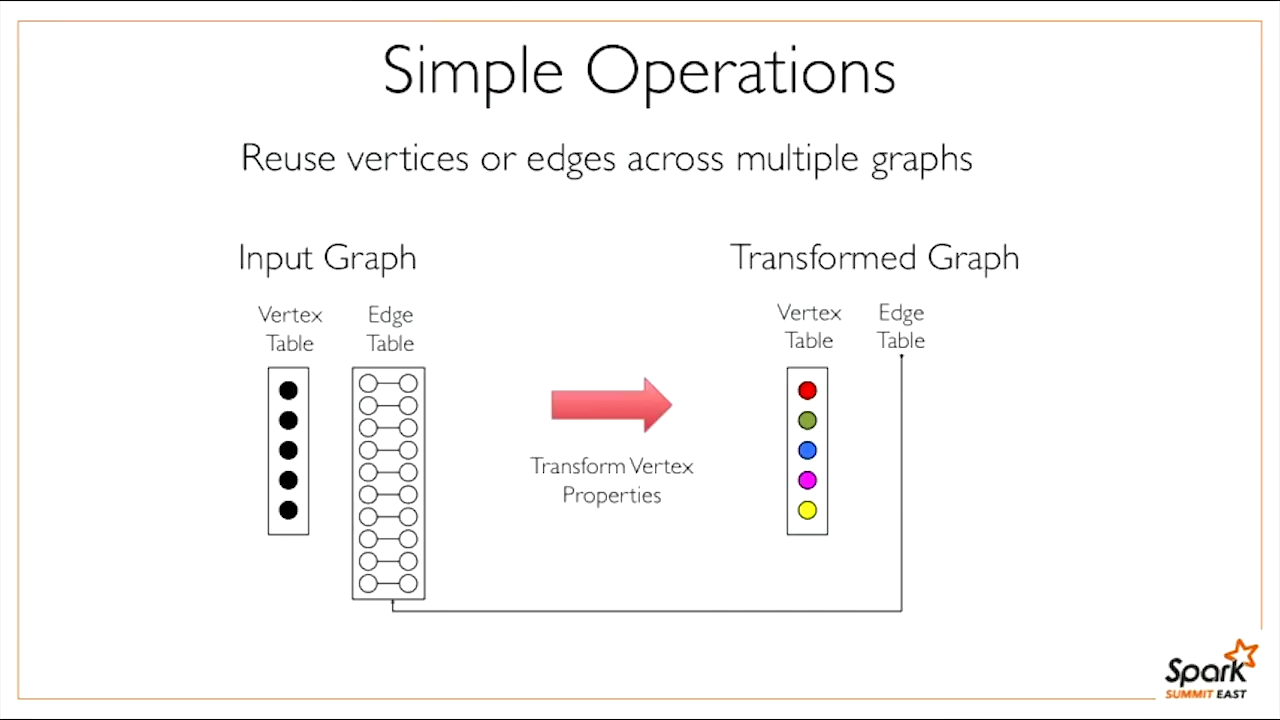 Simple Operations
Reuse vertices or edges across multiple graphs
Input Graph
Transformed Graph
Vertex
Table
Edge
Table
Vertex
Table
Edge
Table
Transform Vertex
Properties
Spark
SUMMIT EAST